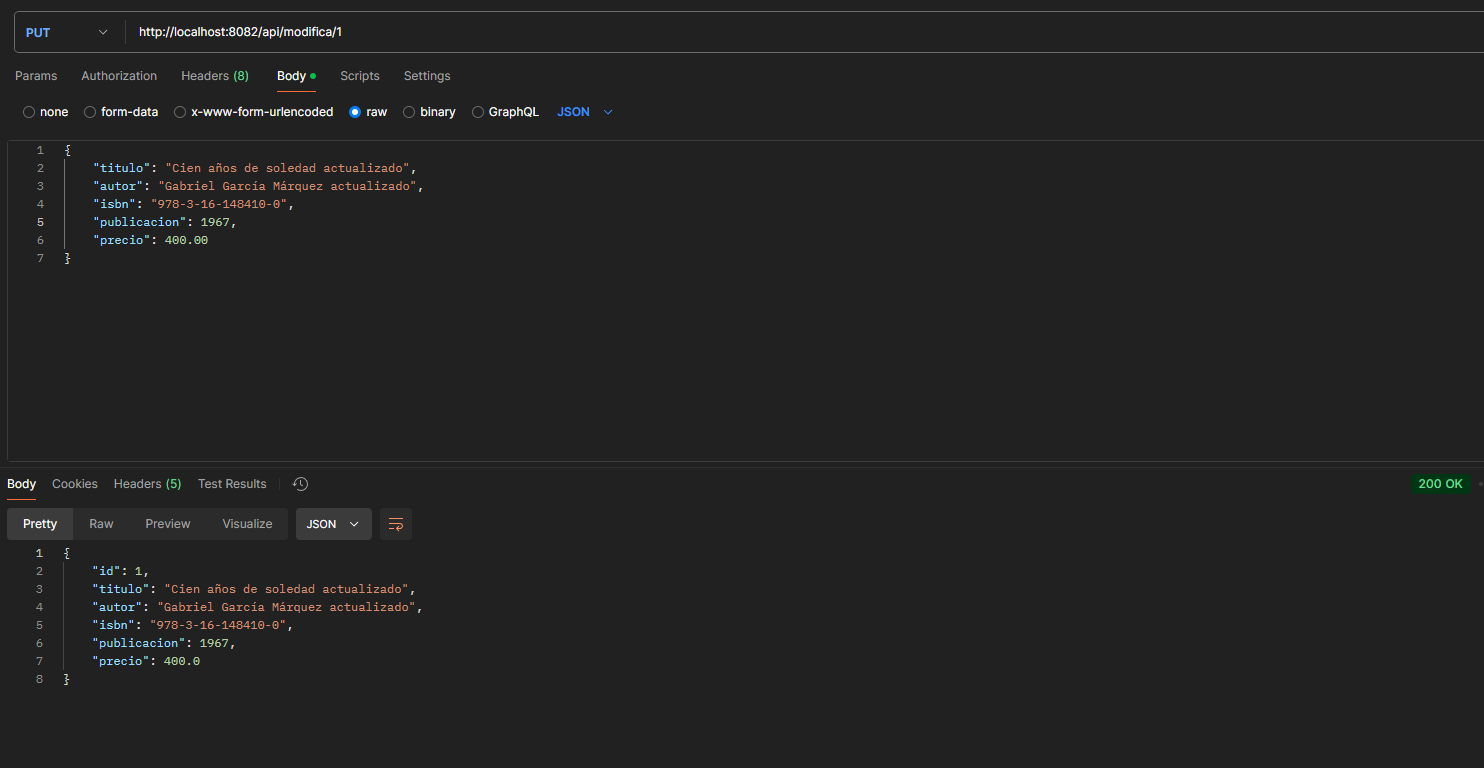 PUT http://localhost:8082/api/modifica/1
Params Authorization Headers (8) Body Scripts Settings
none form-data x-www-form-urlencoded raw binary GraphQL JSON
1 {
2 "titulo": "Cien años de soledad actualizado",
3 "autor": "Gabriel García Márquez actualizado",
4 "isbn": "978-3-16-148410-0",
5 "publicacion": 1967,
6 "precio": 400.00
7 }
Body Cookies Headers (5) Test Results 200 OK
Pretty Raw Preview Visualize JSON
1 {
2 "id": 1,
3 "titulo": "Cien años de soledad actualizado",
4 "autor": "Gabriel García Márquez actualizado",
5 "isbn": "978-3-16-148410-0",
6 "publicacion": 1967,
7 "precio": 400.0
8 }